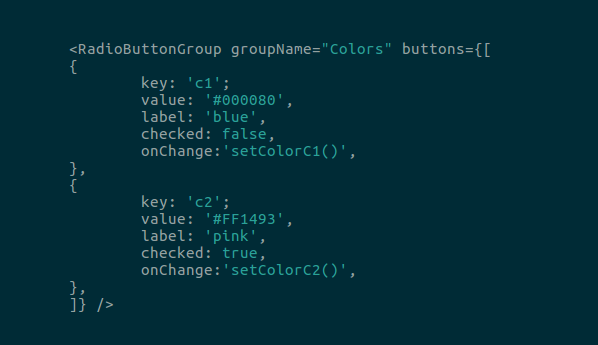 <RadioButtonGroup groupName="Colors" buttons={[
{
key: 'c1';
value: '#000080',
label: 'blue',
checked: false,
onChange:'setColorC1()',
},
{
key: 'c2';
value: '#FF1493',
label: 'pink',
checked: true,
onChange:'setColorC2()',
},
]} />